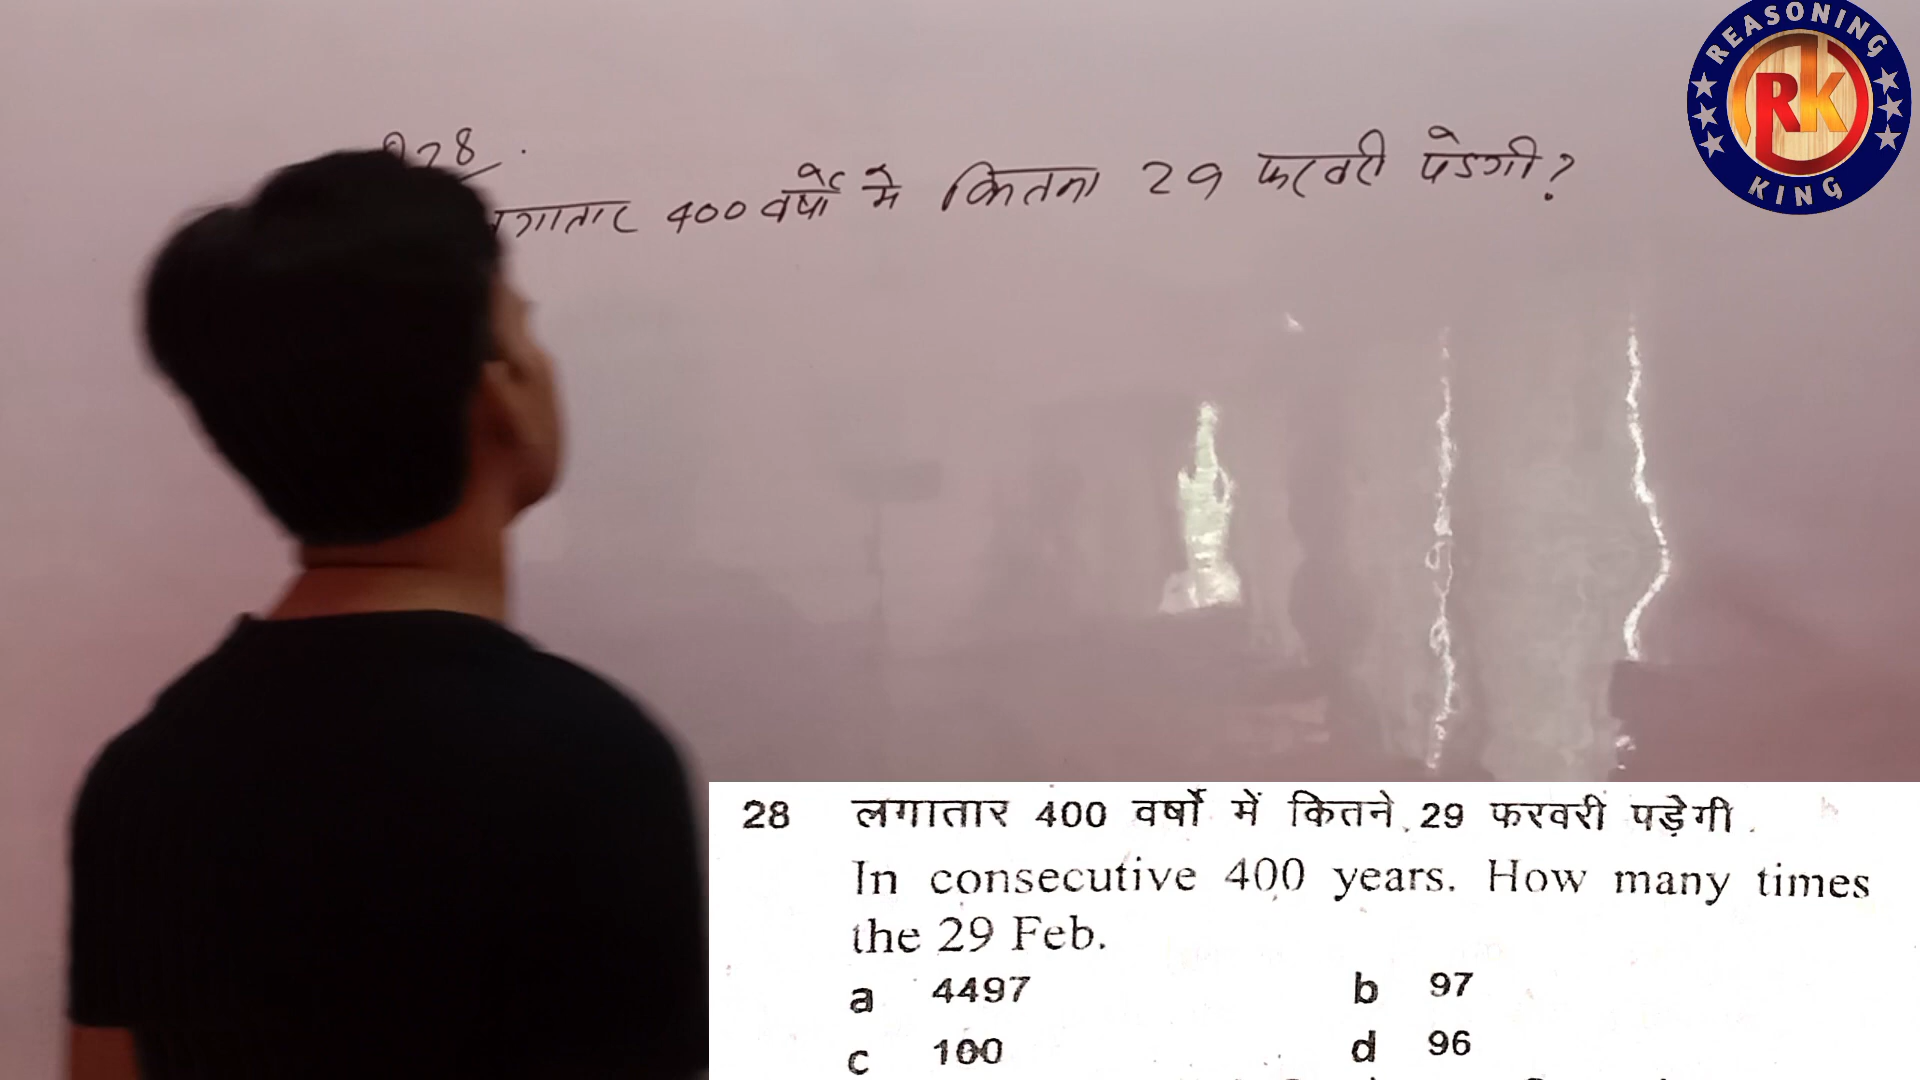 REASONING
RK
KING
28.
लगातार 400 वर्षों में कितना 29 फरवरी पड़ेगी?
28 लगातार 400 वर्षों में कितने 29 फरवरी पड़ेगी.
In consecutive 400 years. How many times
the 29 Feb.
a 4497 b 97
c 100 d 96